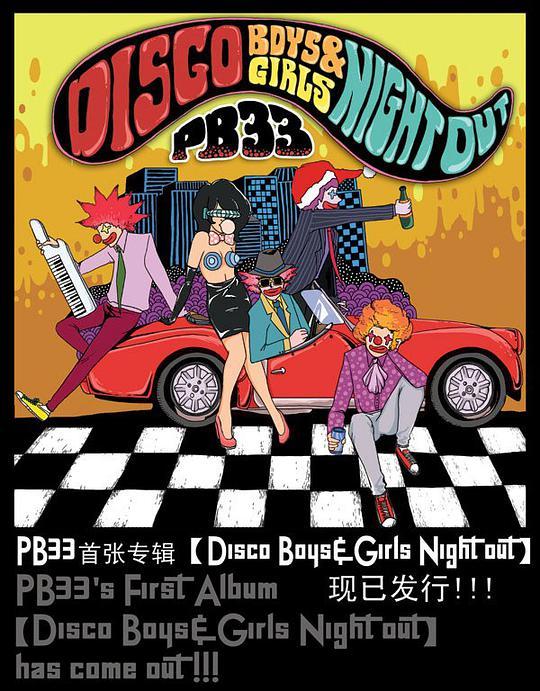 DISCO BOYS& GIRLS NIGHT OUT
PB33
PB33首张专辑【Disco Boys&Girls Night out】
PB33's First Album 现已发行!!!
【Disco Boys&Girls Night out】
has come out!!!